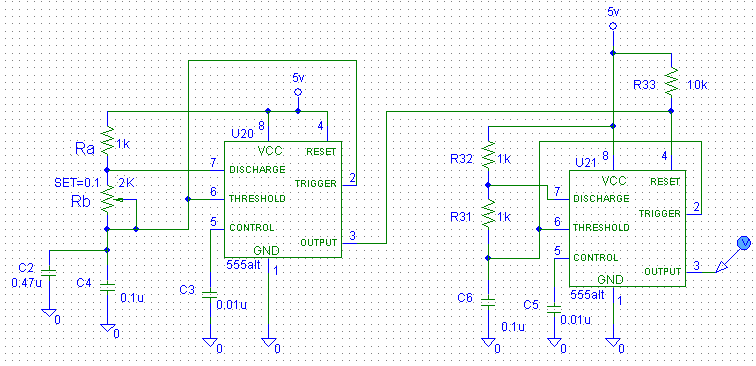 5v
R33
10k
5v
8
4
U20
VCC
RESET
Ra
1k
7
DISCHARGE
SET=0.1
2K
TRIGGER
2
Rb
6
THRESHOLD
5
CONTROL
OUTPUT
3
GND
555alt
1
C2
0.47u
C4
0.1u
C3
0.01u
0
0
0
0
8
4
U21
VCC
RESET
R32
1k
7
DISCHARGE
TRIGGER
2
R31
1k
6
THRESHOLD
5
CONTROL
OUTPUT
3
V
GND
555alt
1
C6
0.1u
C5
0.01u
0
0
0